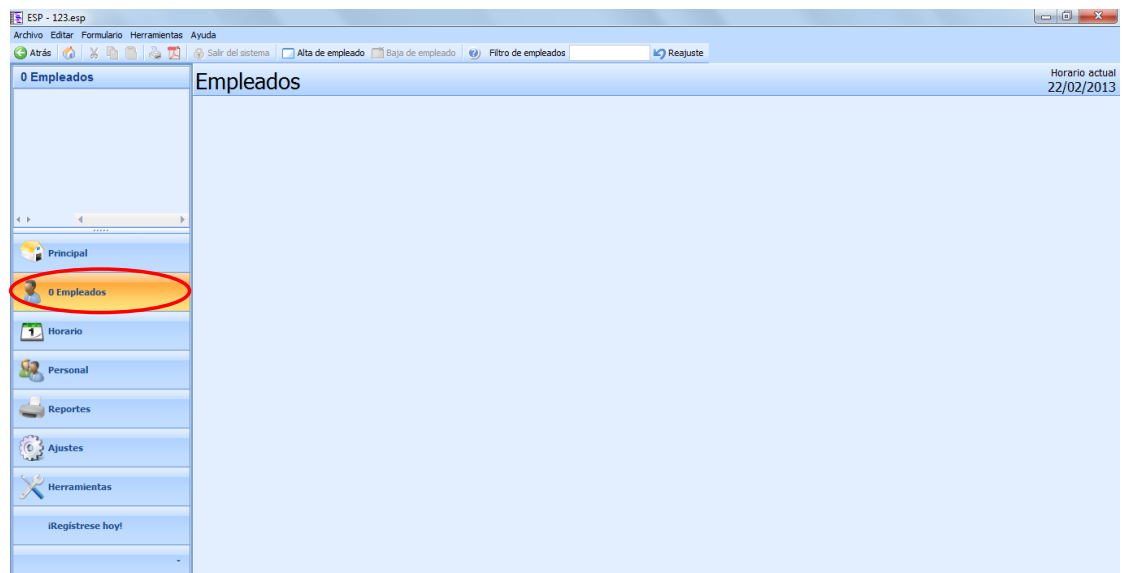 ESP - 123.esp
Archivo Editar Formulario Herramientas Ayuda
Atrás Salir del sistema Alta de empleado Baja de empleado Filtro de empleados Reajuste
0 Empleados
Empleados
Horario actual
22/02/2013
Principal
0 Empleados
1
Horario
Personal
Reportes
Ajustes
Herramientas
¡Regístrese hoy!